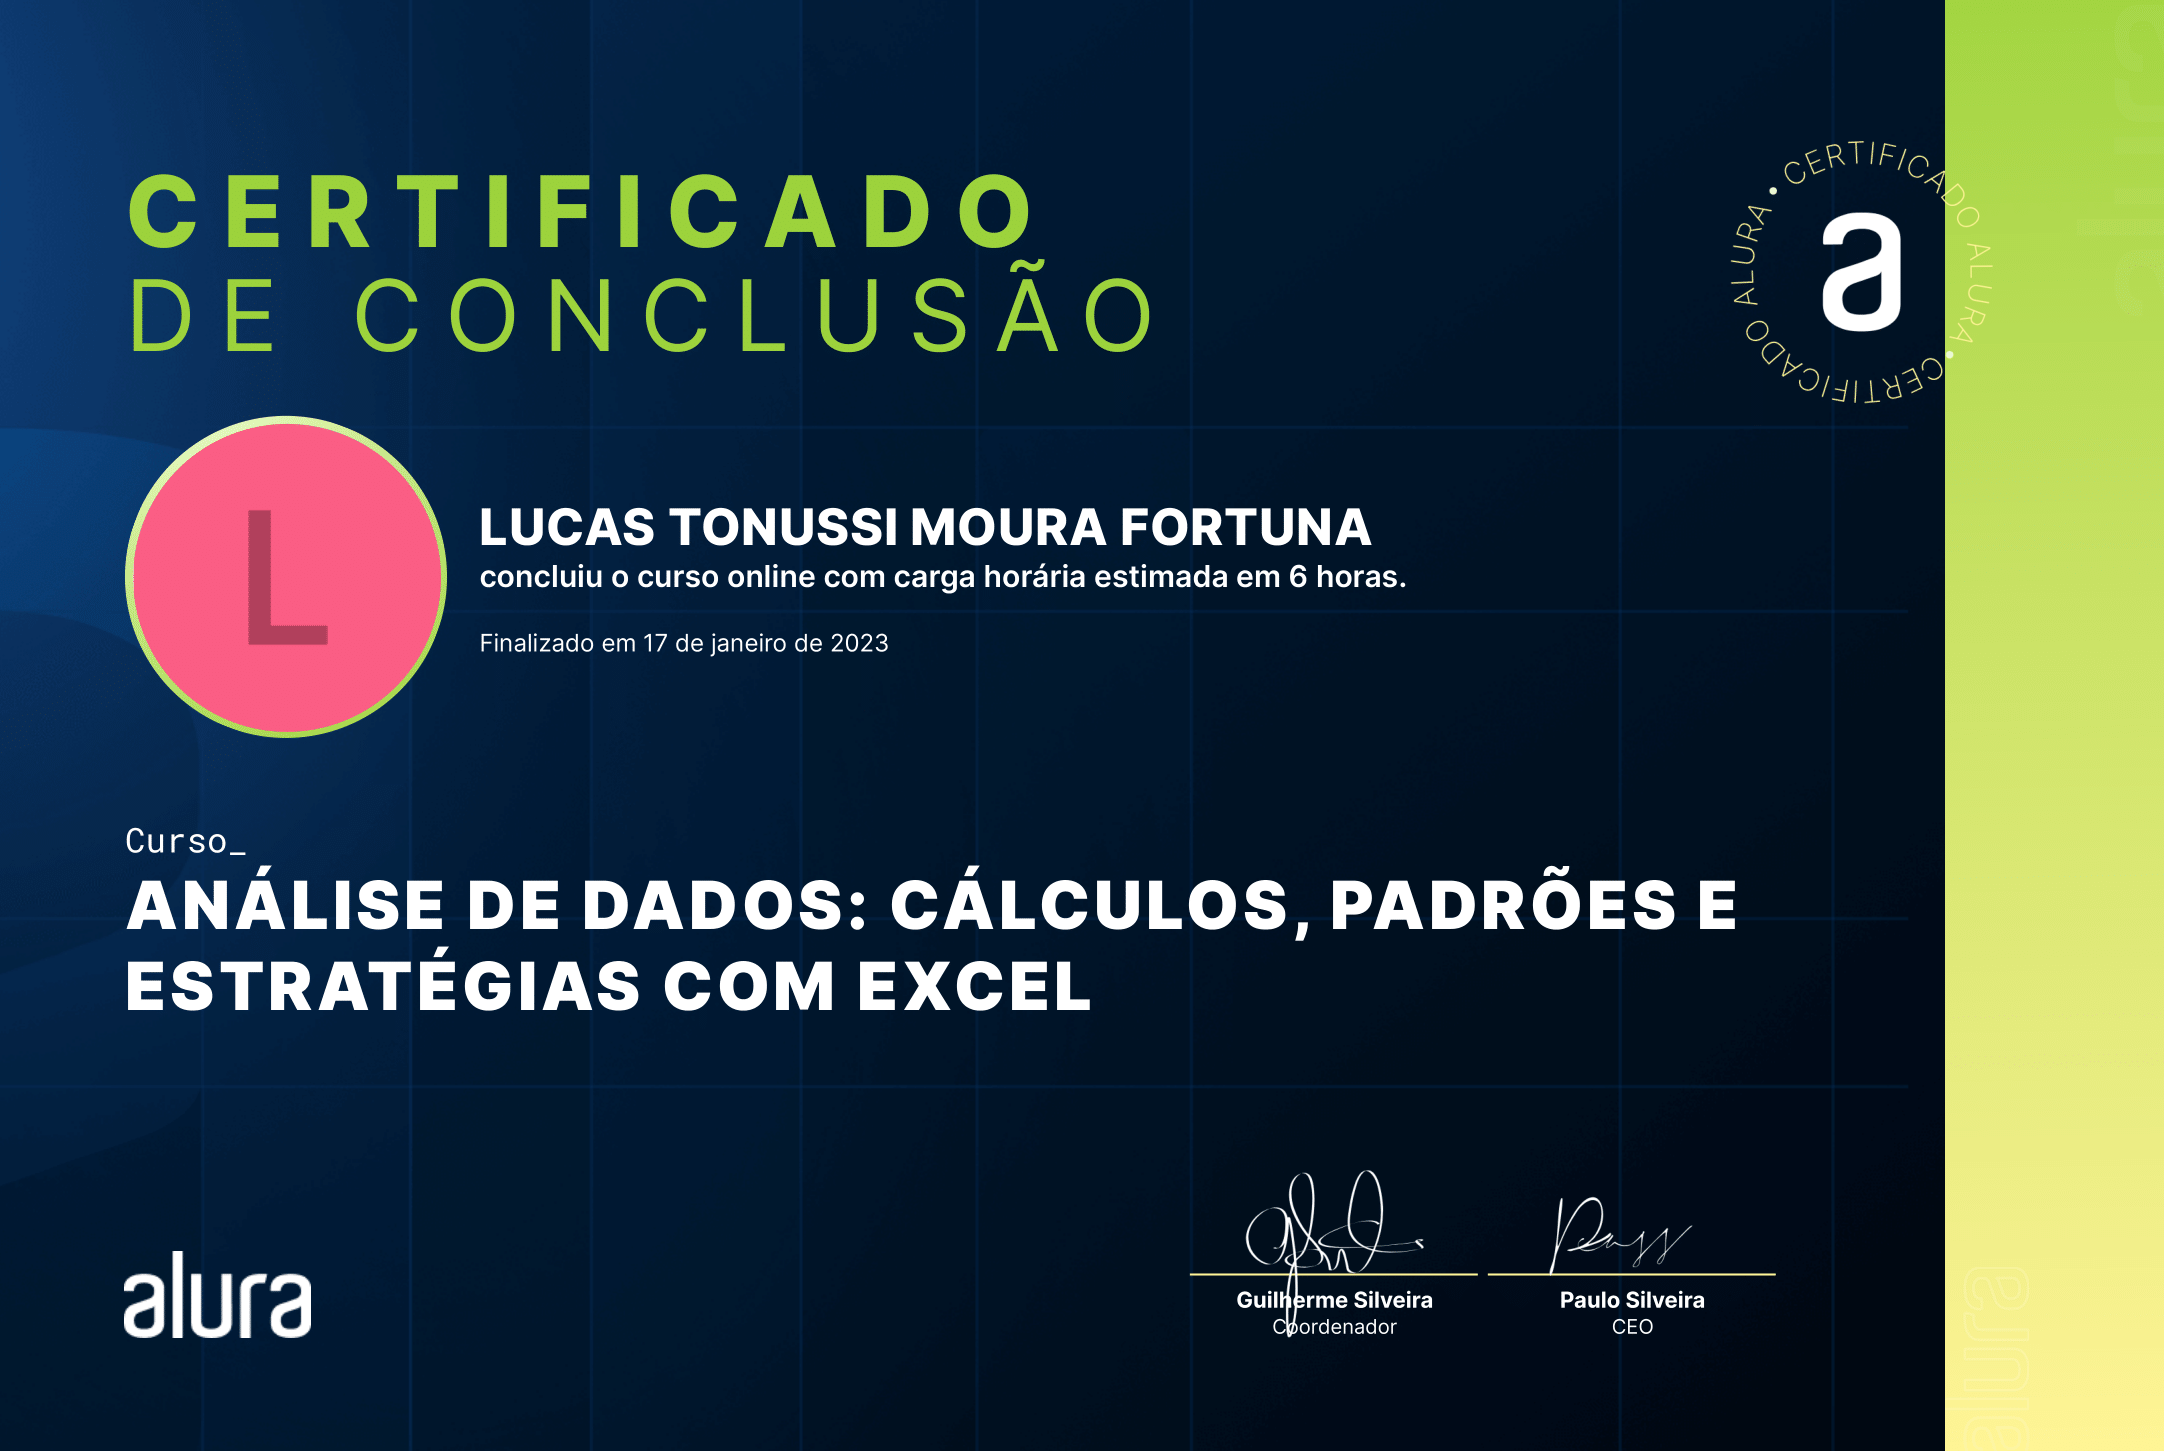 CERTIFICADO
DE CONCLUSÃO
CERTIFICADO ALURA • CERTIFICADO ALURA •
a
L
LUCAS TONUSSI MOURA FORTUNA
concluiu o curso online com carga horária estimada em 6 horas.
Finalizado em 17 de janeiro de 2023
Curso_
ANÁLISE DE DADOS: CÁLCULOS, PADRÕES E
ESTRATÉGIAS COM EXCEL
alura
Guilherme Silveira
Coordenador
Paulo Silveira
CEO
alura
alura